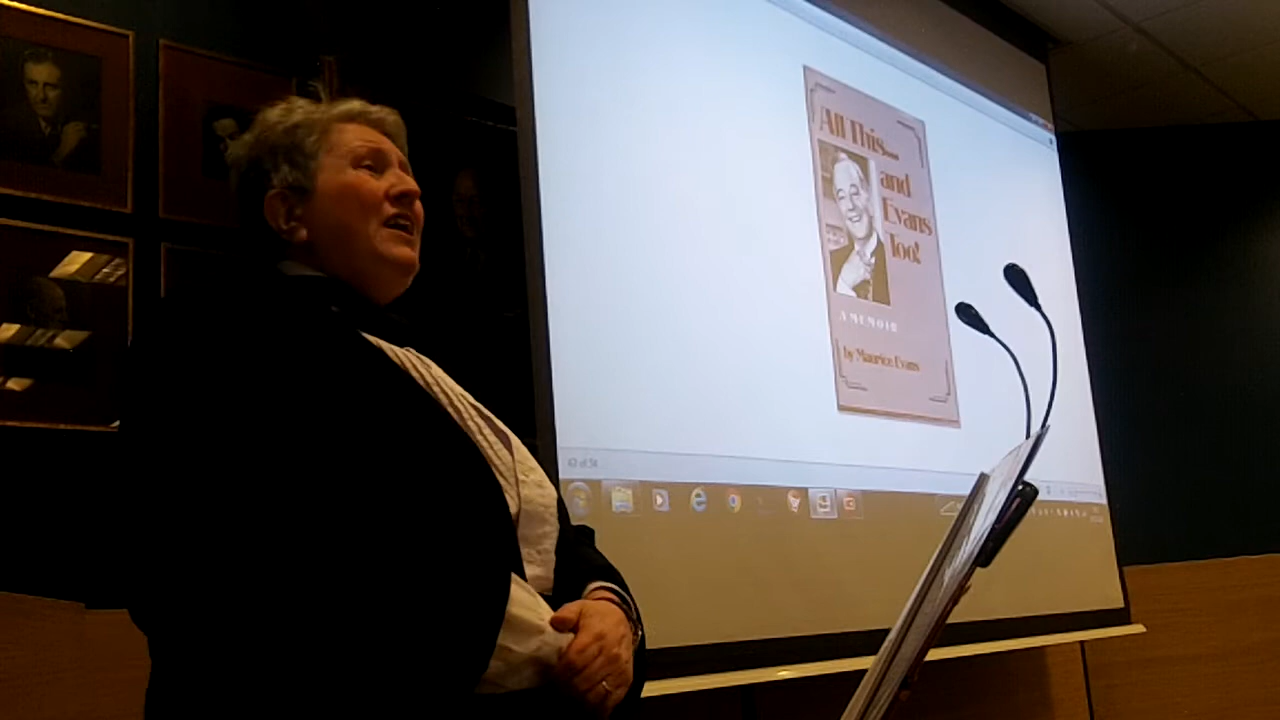 All This...
and
Evans
Too!
A MEMOIR
by Maurice Evans